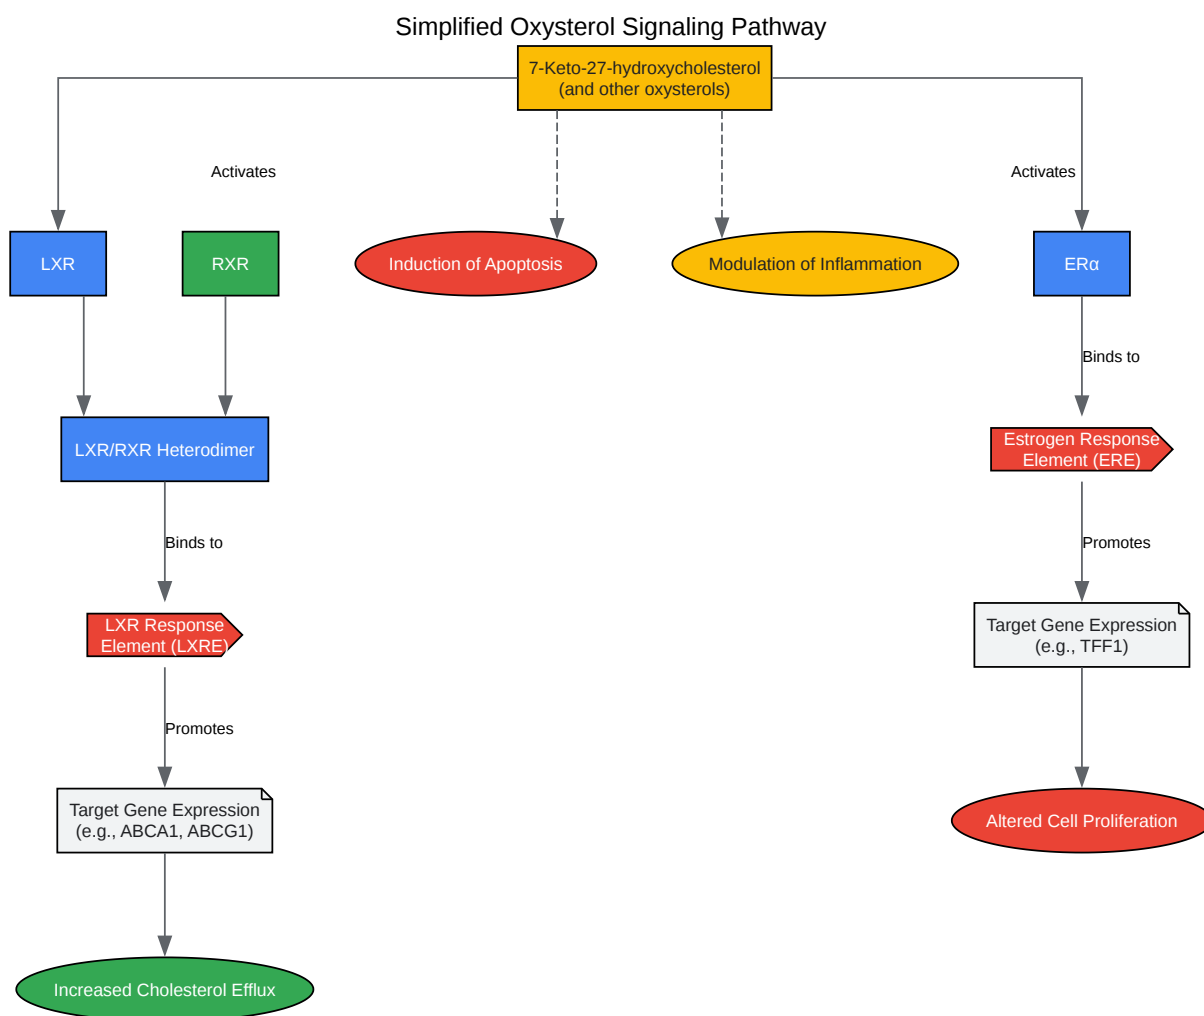 Simplified Oxysterol Signaling Pathway
7-Keto-27-hydroxycholesterol
(and other oxysterols)
Activates
Activates
LXR
RXR
Induction of Apoptosis
Modulation of Inflammation
ERα
Binds to
LXR/RXR Heterodimer
Estrogen Response
Element (ERE)
Binds to
Promotes
LXR Response
Element (LXRE)
Target Gene Expression
(e.g., TFF1)
Promotes
Target Gene Expression
(e.g., ABCA1, ABCG1)
Altered Cell Proliferation
Increased Cholesterol Efflux